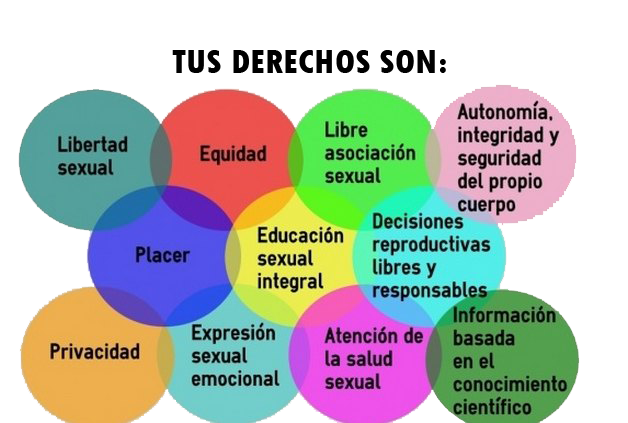 TUS DERECHOS SON:
Libertad
sexual
Equidad
Libre
asociación
sexual
Autonomía,
integridad y
seguridad
del propio
cuerpo
Placer
Educación
sexual
integral
Decisiones
reproductivas
libres y
responsables
Privacidad
Expresión
sexual
emocional
Atención de
la salud
sexual
Información
basada
en el
conocimiento
científico